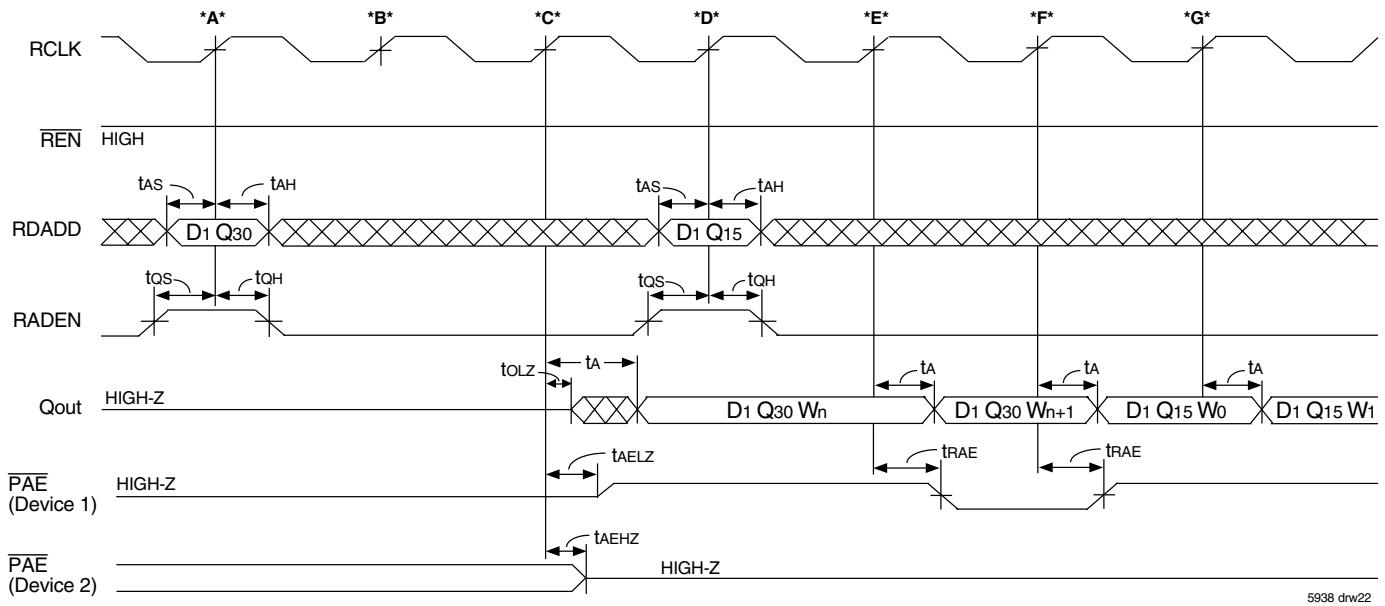 *A* *B* *C* *D* *E* *F* *G*
RCLK
REN HIGH
tAS tAH tAS tAH
RDADD D1 Q30 D1 Q15
tQS tQH tQS tQH
RADEN
tOLZ tA tA tA tA
Qout HIGH-Z D1 Q30 Wn D1 Q30 Wn+1 D1 Q15 W0 D1 Q15 W1
tAELZ tRAE tRAE
PAE HIGH-Z
(Device 1)
tAEHZ
PAE HIGH-Z
(Device 2)
5938 drw22